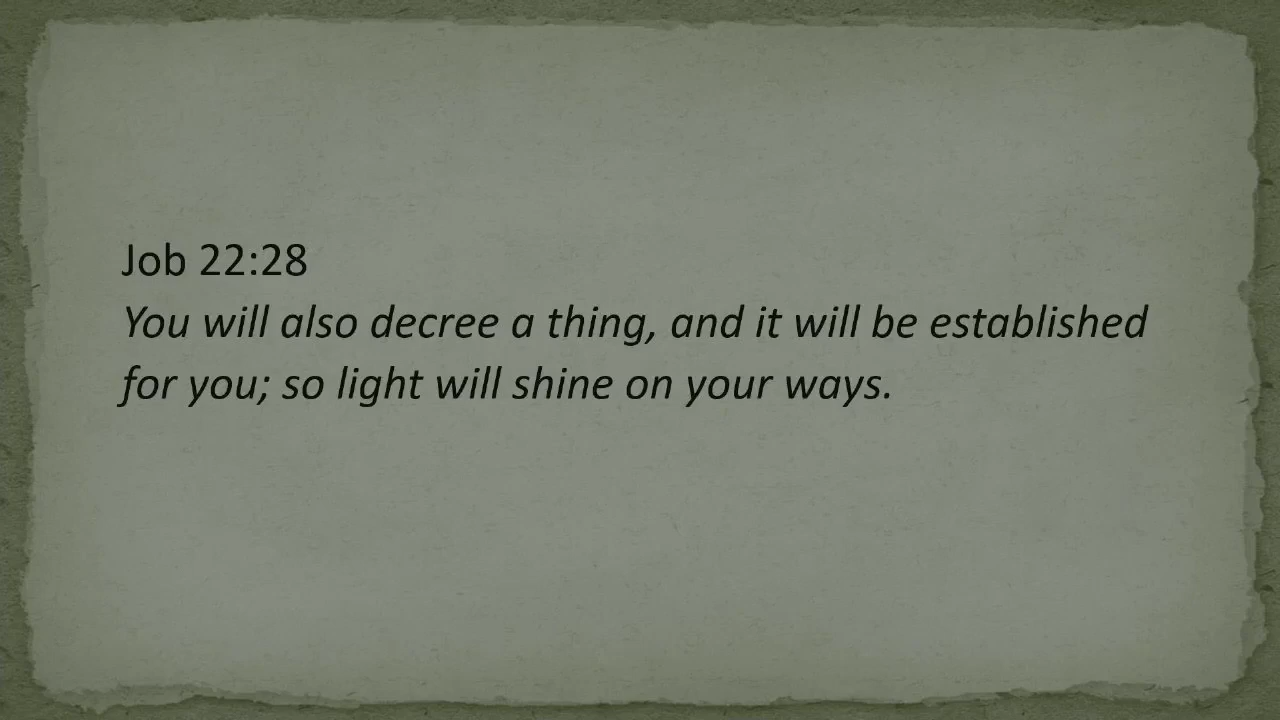 Job 22:28
You will also decree a thing, and it will be established
for you; so light will shine on your ways.